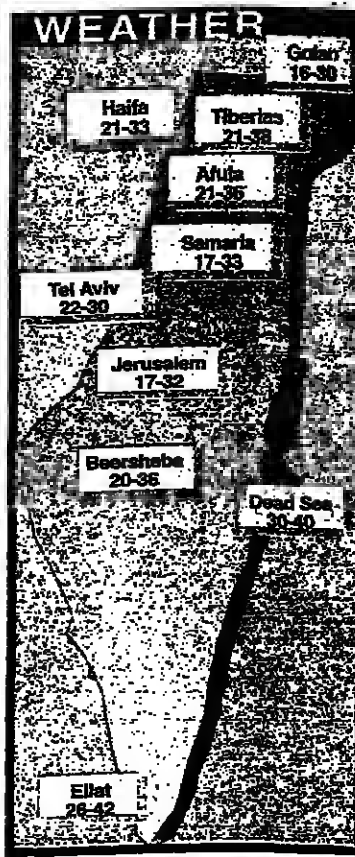 WEATHER
Golan
16-30
Haifa
21-33
Tiberias
21-38
Afula
21-36
Samaria
17-33
Tel Aviv
22-30
Jerusalem
17-32
Beersheba
20-36
Dead Sea
30-40
Eilat
26-42